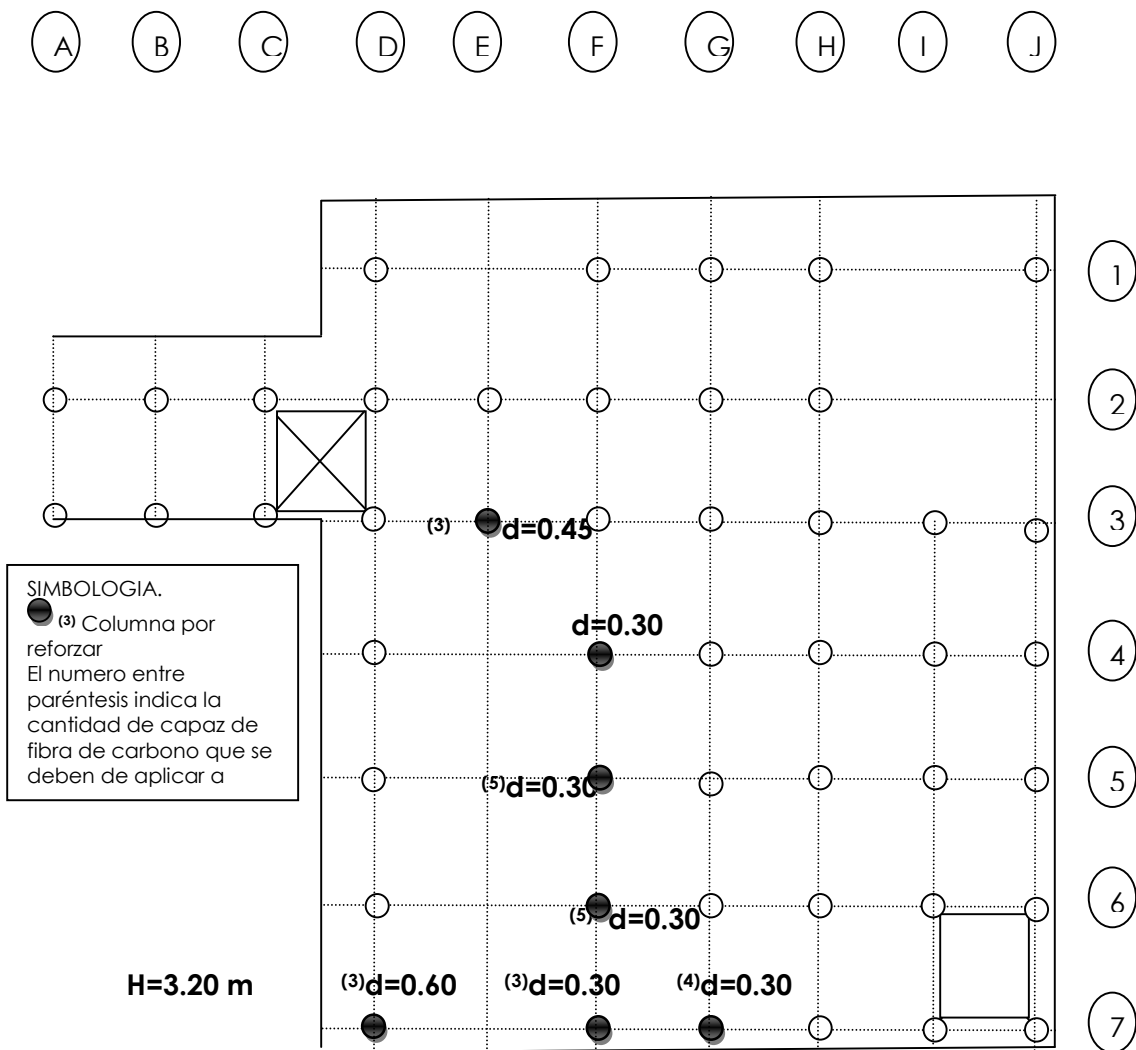 A B C D E F G H I J
1
2
(3) d=0.45 3
SIMBOLOGIA.
(3) Columna por
reforzar
El numero entre
paréntesis indica la
cantidad de capaz de
fibra de carbono que se
deben de aplicar a
d=0.30
4
(5)d=0.30 5
6
(5) d=0.30
H=3.20 m (3)d=0.60 (3)d=0.30 (4)d=0.30
7